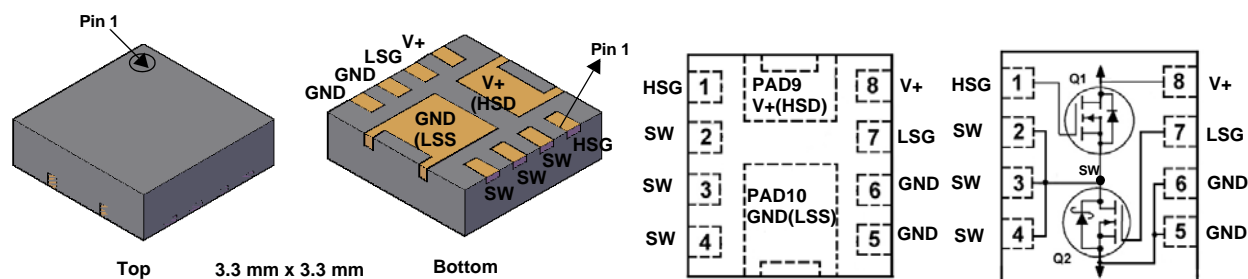 Pin 1
Top
3.3 mm x 3.3 mm
V+
LSG
GND
GND
Pin 1
V+
(HSD
GND
(LSS
HSG
SW
SW
SW
Bottom
HSG 1 PAD9 8 V+
V+(HSD)
SW 2 7 LSG
SW 3 PAD10 6 GND
GND(LSS)
SW 4 5 GND
HSG 1 Q1 8 V+
SW 2 7 LSG
SW 3 SW 6 GND
SW 4 5 GND
Q2